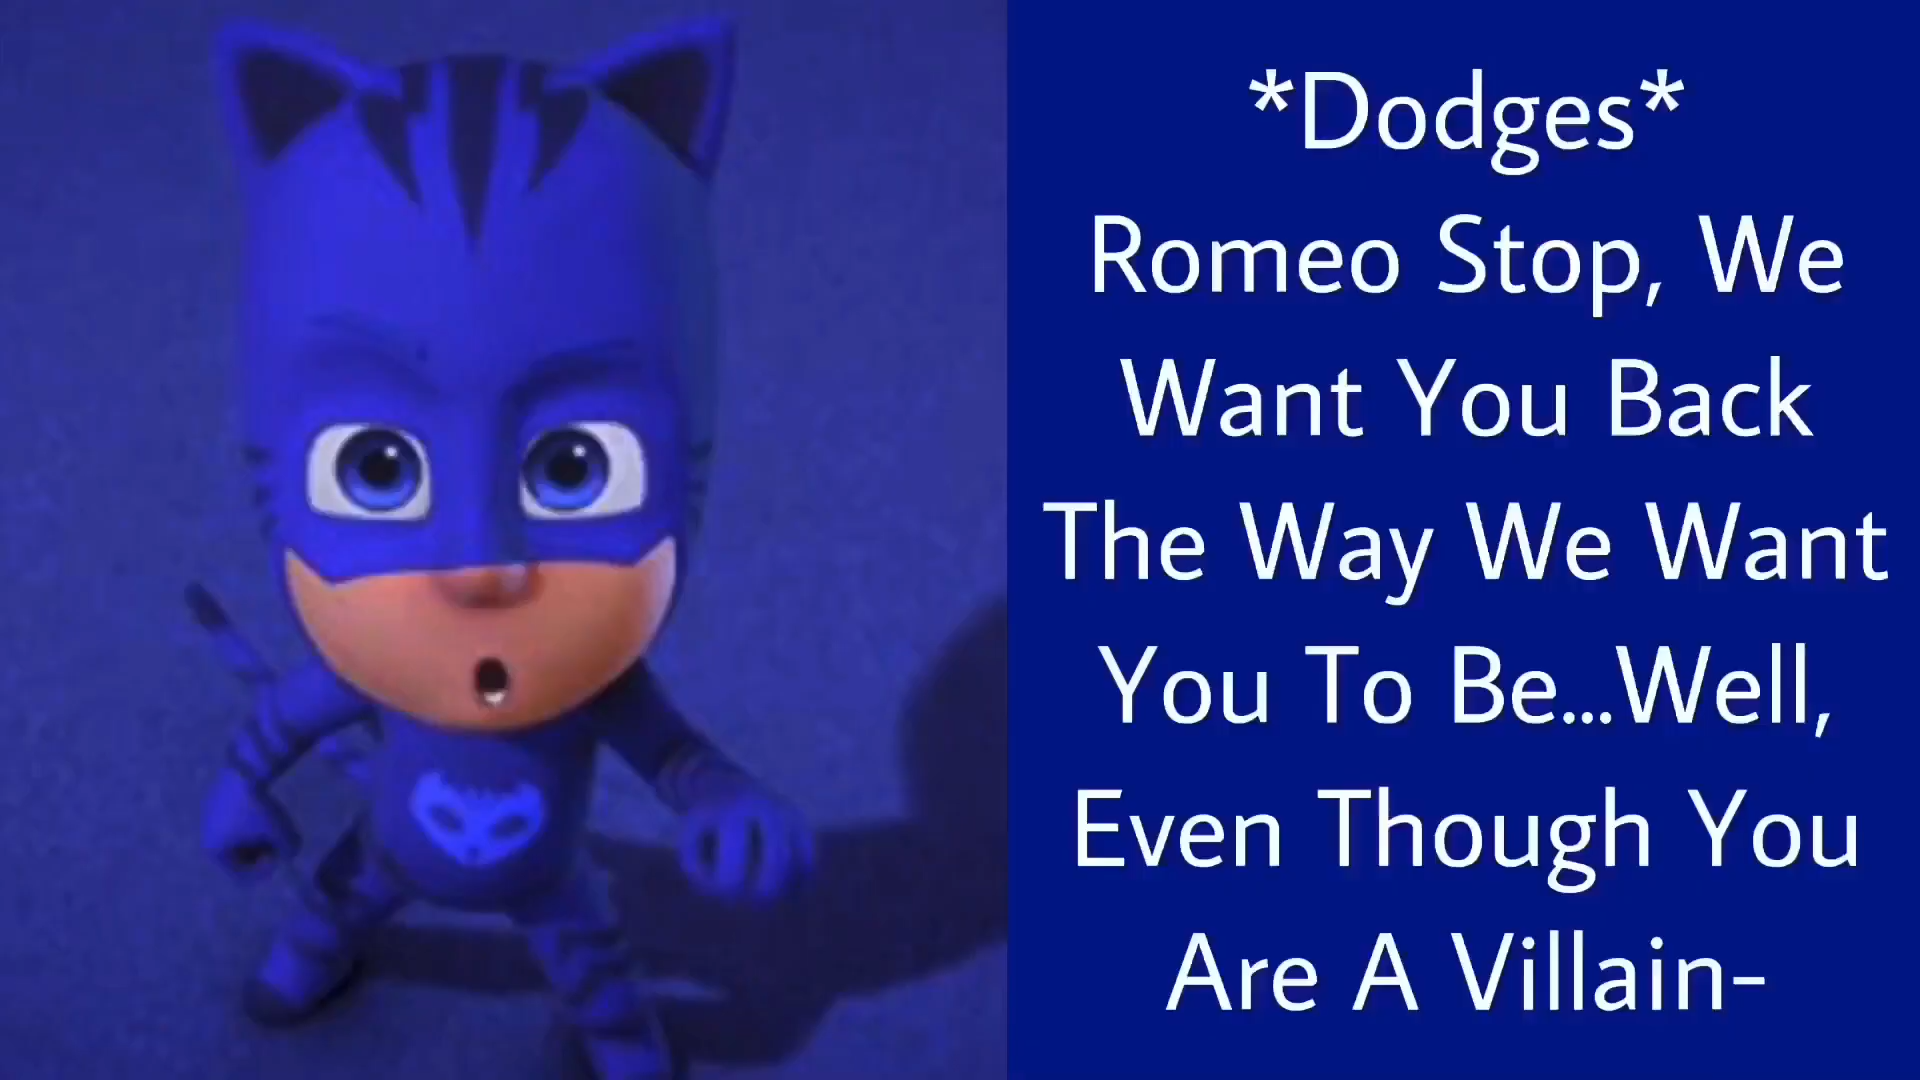 *Dodges*
Romeo Stop, We
Want You Back
The Way We Want
You To Be...Well,
Even Though You
Are A Villain-